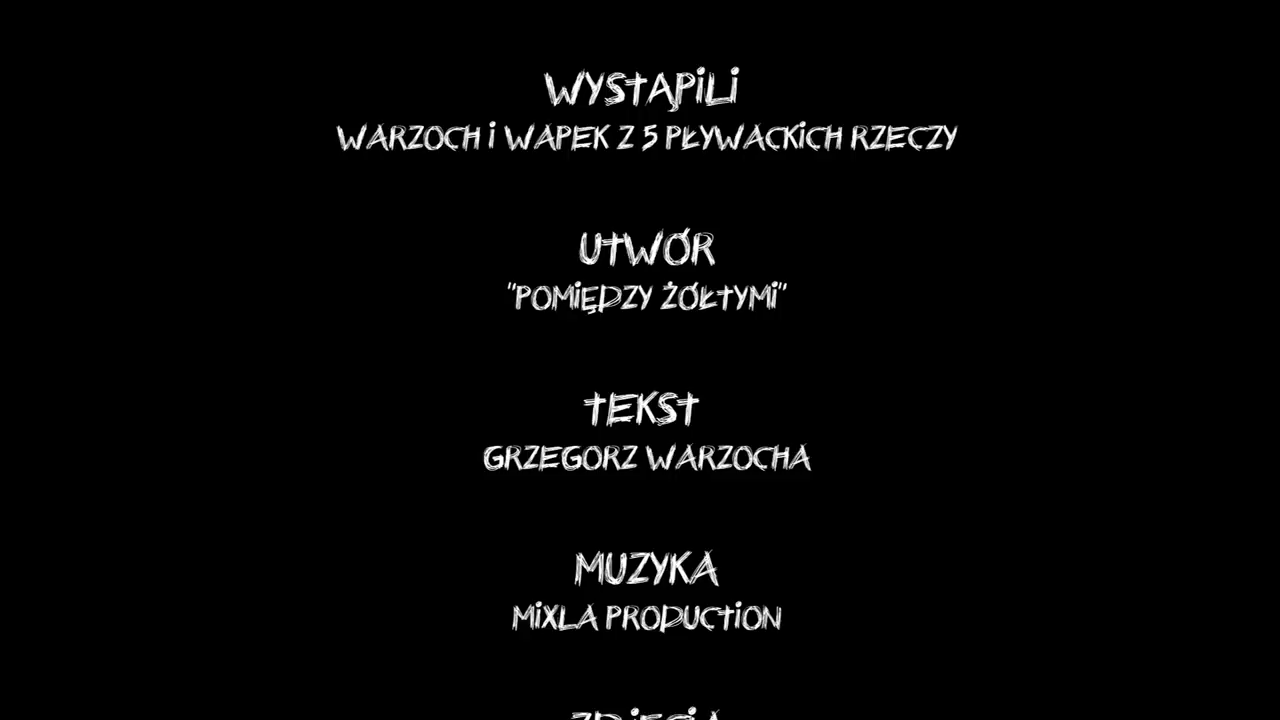 WYSTĄPILI
WARZOCH I WAPEK Z 5 PŁYWACKICH RZECZY
UTWÓR
"POMIĘDZY ŻÓŁTYMI"
TEKST
GRZEGORZ WARZOCHA
MUZYKA
MIXLA PRODUCTION